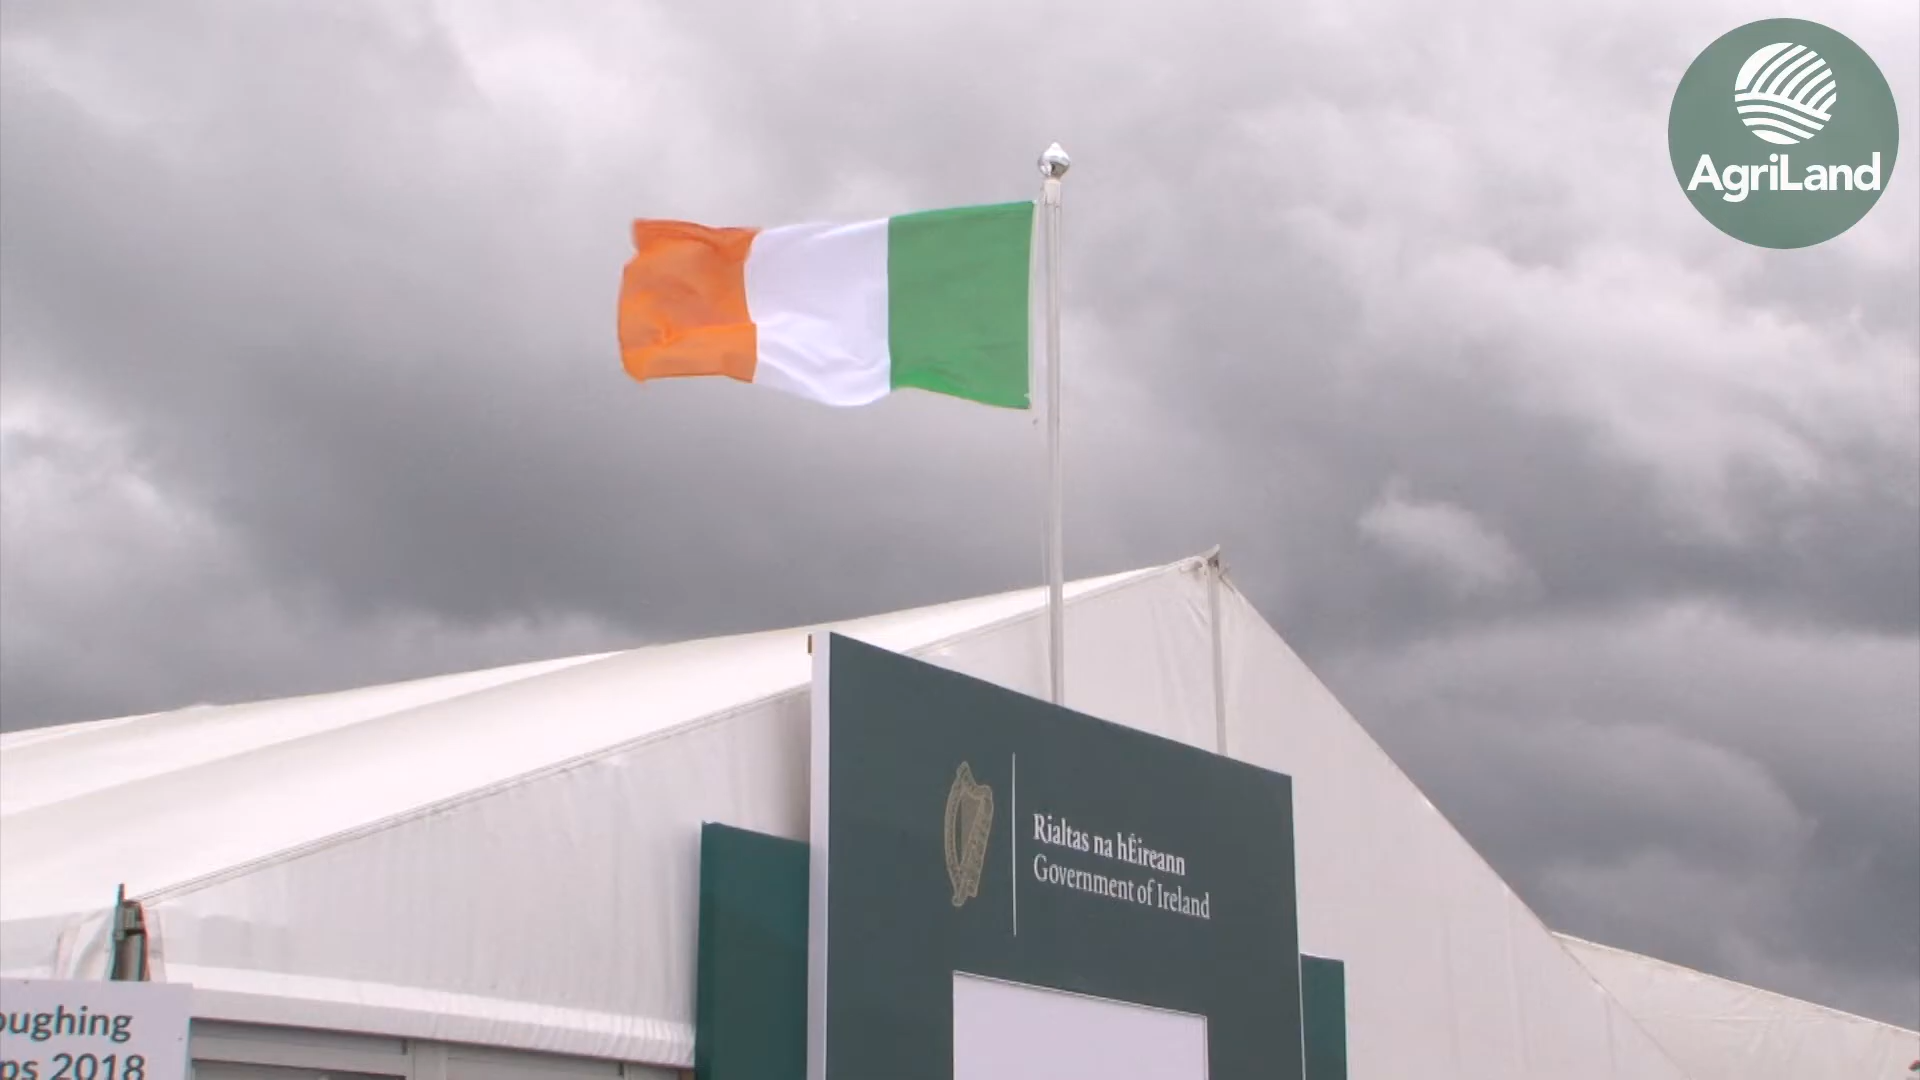 AgriLand
Rialtas na hÉireann
Government of Ireland
oughing
ps 2018